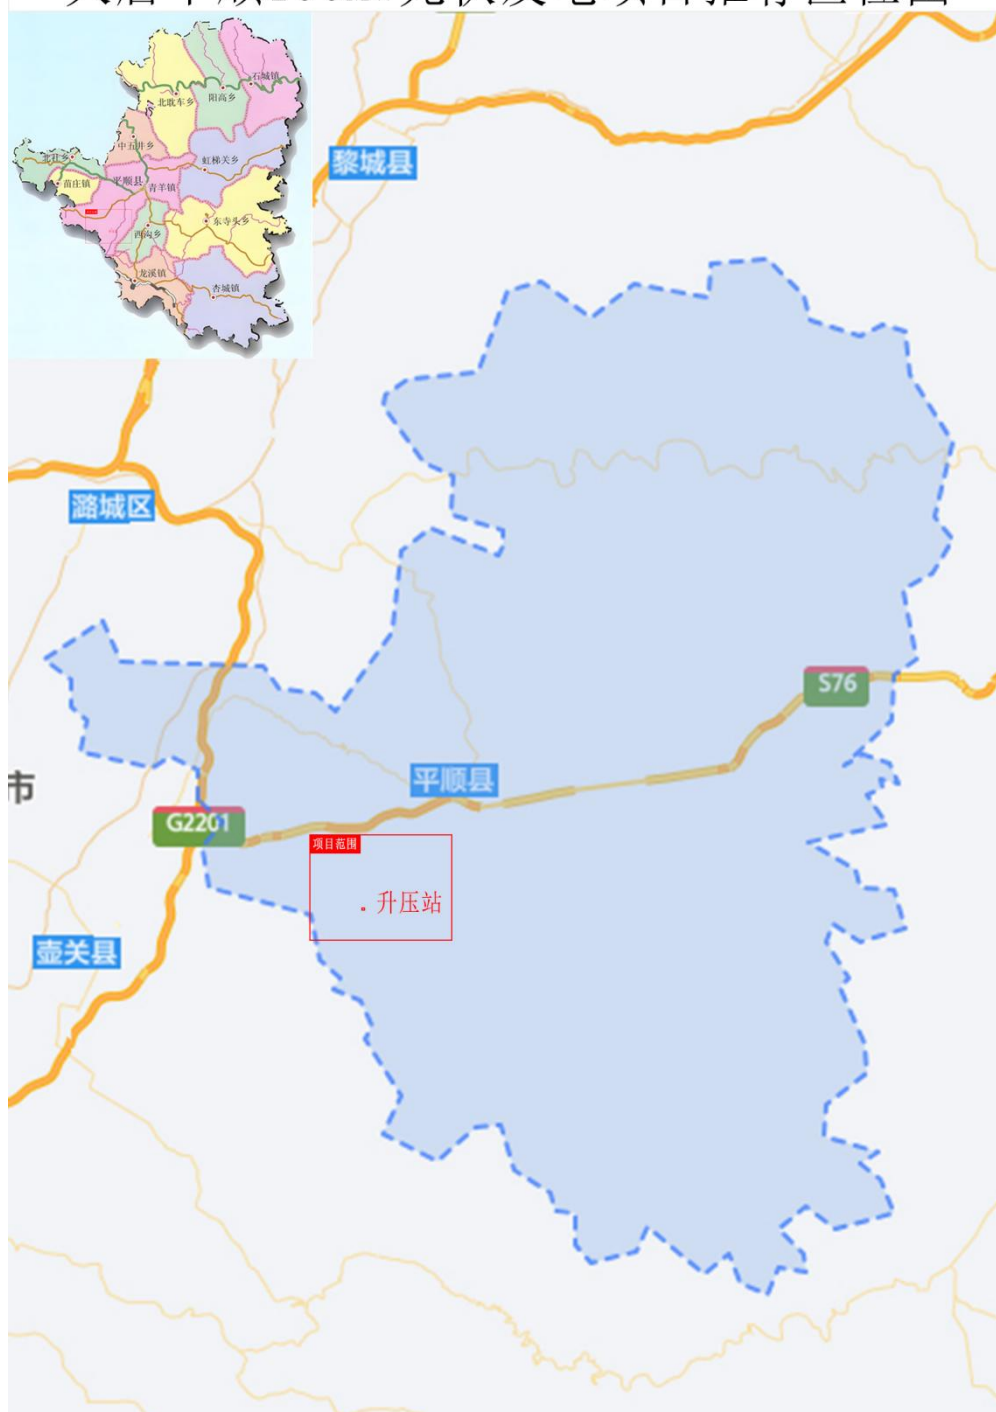 石城镇
阳高乡
北耽车乡
中五井乡
虹梯关乡
北社乡
苗庄镇
平顺县
青羊镇
东寺头乡
西沟乡
龙溪镇
杏城镇
黎城县
潞城区
S76
市
平顺县
G2201
项目范围
升压站
壶关县